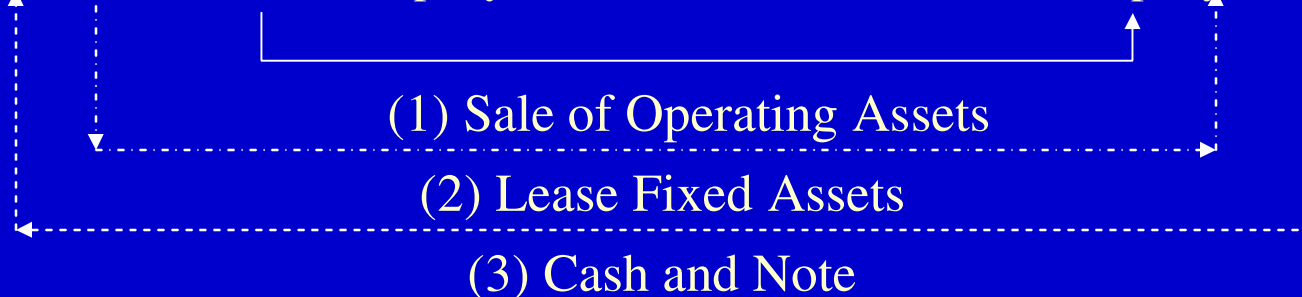 (1) Sale of Operating Assets
(2) Lease Fixed Assets
(3) Cash and Note